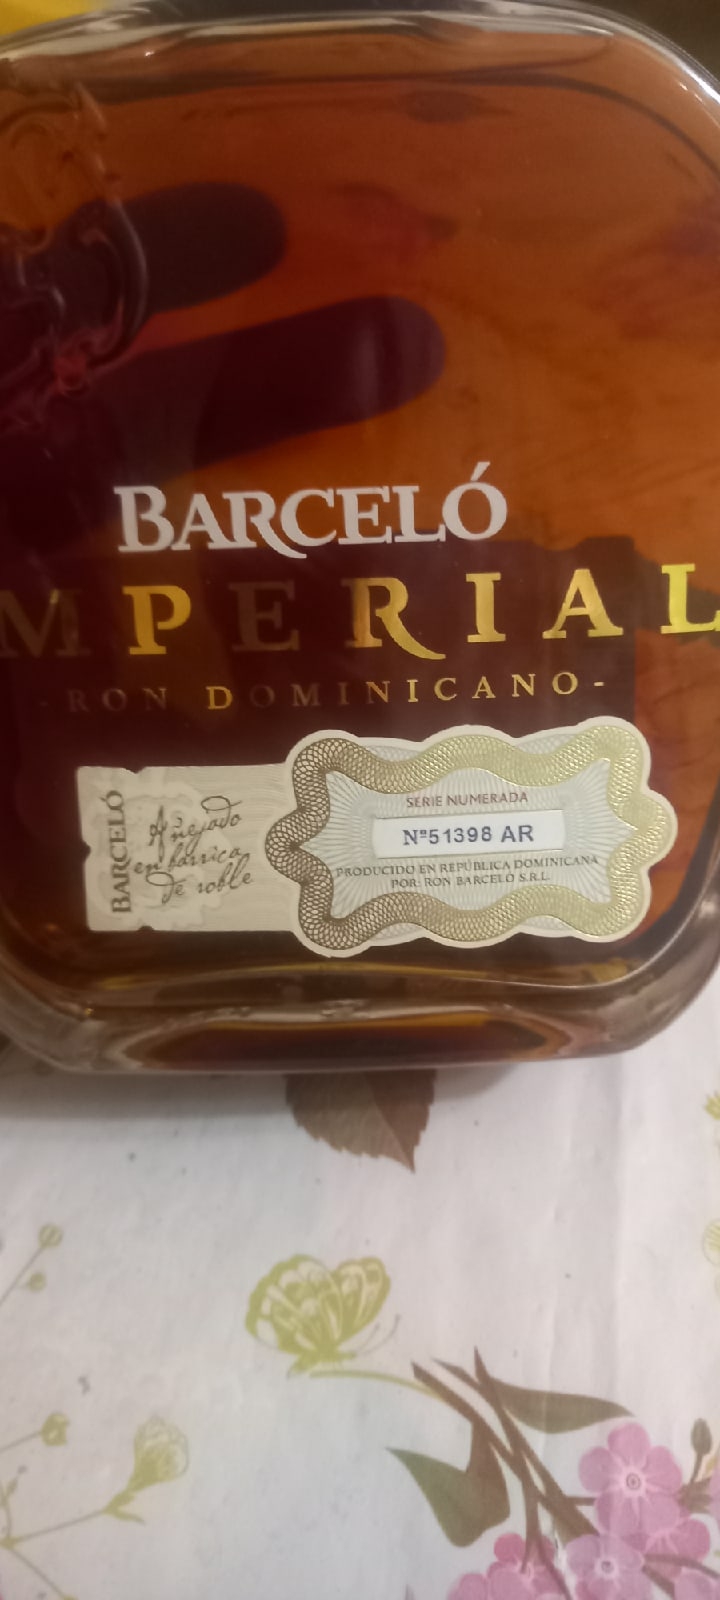 BARCELÓ
MPERIAL
- RON DOMINICANO -
BARCELÓ
Añejado
en barrica
de roble
SERIE NUMERADA
Nº51398 AR
PRODUCIDO EN REPÚBLICA DOMINICANA
POR: RON BARCELÓ S.R.L.